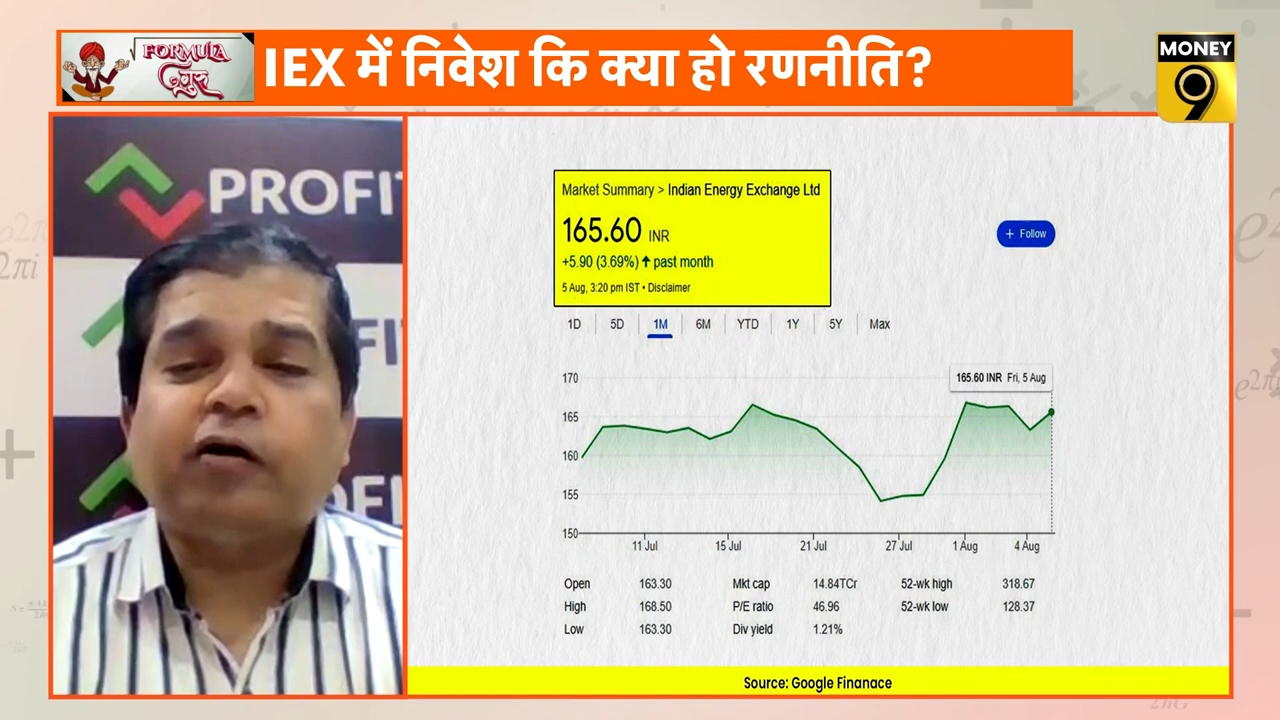 FORMULA
गुरु
IEX में निवेश कि क्या हो रणनीति?
MONEY
9
PROFI
FI
OFI
Market Summary > Indian Energy Exchange Ltd
165.60 INR
+5.90 (3.69%) ↑ past month
5 Aug, 3:20 pm IST • Disclaimer
+ Follow
1D 5D 1M 6M YTD 1Y 5Y Max
165.60 INR Fri, 5 Aug
170
165
160
155
150
11 Jul 15 Jul 21 Jul 27 Jul 1 Aug 4 Aug
Open 163.30 Mkt cap 14.84TCr 52-wk high 318.67
High 168.50 P/E ratio 46.96 52-wk low 128.37
Low 163.30 Div yield 1.21%
Source: Google Finanace
2πi